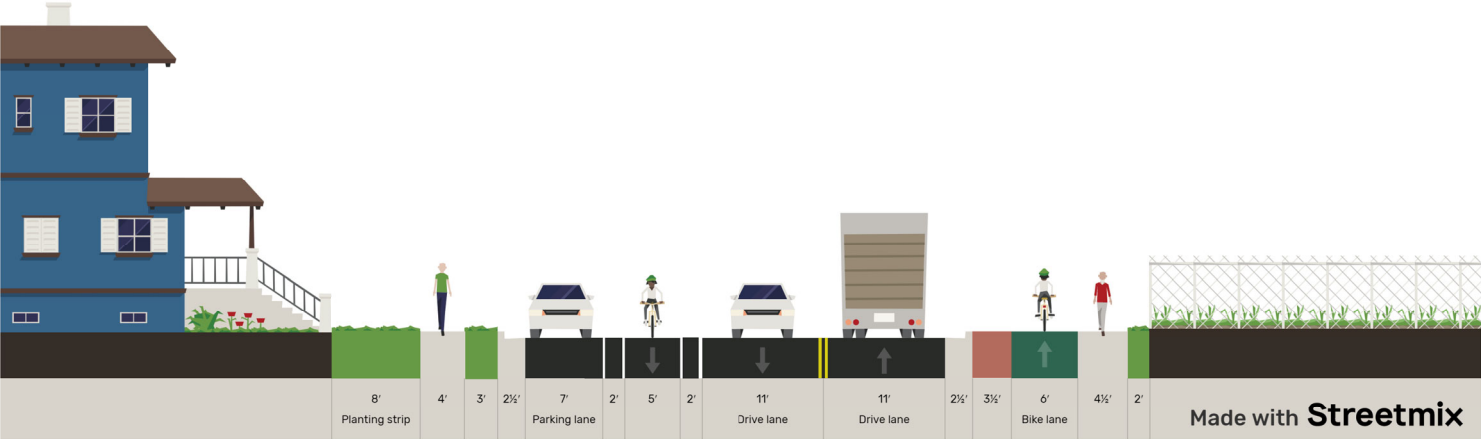 8′ 4′ 3′ 2½′ 7′ 2′ 5′ 2′ 11′ 11′ 2½′ 3½′ 6′ 4½′ 2′
Planting strip Parking lane Drive lane Drive lane Bike lane
Made with Streetmix